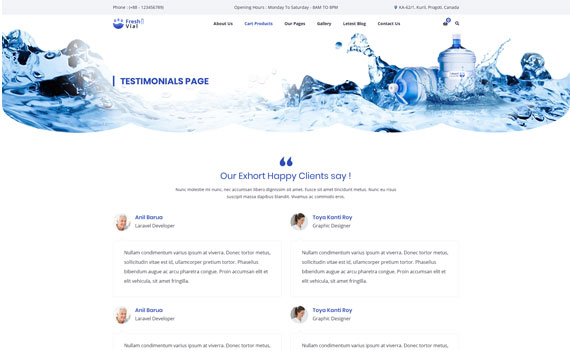 Phone : (+88 - 123456789)
Opening Hours : Monday To Saturday - 8AM TO 8PM
KA-62/1, Kuril, Pragati, Canada
Fresh
Vial
About Us
Cart Products
Our Pages
Gallery
Letest Blog
Contact Us
TESTIMONIALS PAGE
Our Exhort Happy Clients say !
Nunc molestie mi nunc, nec accumsan libero dignissim sit amet. Fusce sit amet tincidunt metus. Nunc eu risus
suscipit massa dapibus blandit. Vivamus ac commodo eros.
Anil Barua
Laravel Developer
Nullam condimentum varius ipsum at viverra. Donec tortor metus,
sollicitudin vitae est id, ullamcorper pretium tortor. Phasellus
bibendum augue ac arcu pharetra congue. Proin accumsan elit et
elit vehicula, sit amet fringilla.
Toya Kanti Roy
Graphic Designer
Nullam condimentum varius ipsum at viverra. Donec tortor metus,
sollicitudin vitae est id, ullamcorper pretium tortor. Phasellus
bibendum augue ac arcu pharetra congue. Proin accumsan elit et
elit vehicula, sit amet fringilla.
Anil Barua
Laravel Developer
Nullam condimentum varius ipsum at viverra. Donec tortor metus,
Toya Kanti Roy
Graphic Designer
Nullam condimentum varius ipsum at viverra. Donec tortor metus,